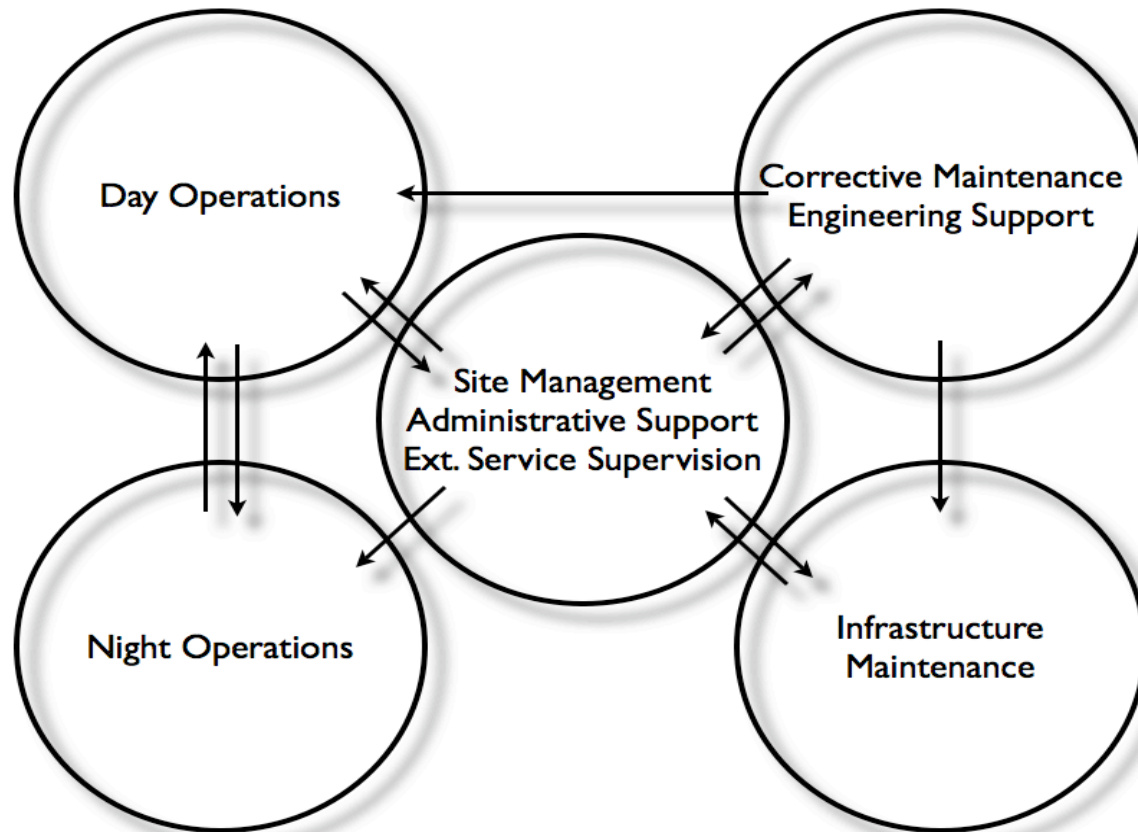 Day Operations
Corrective Maintenance
Engineering Support
Site Management
Administrative Support
Ext. Service Supervision
Night Operations
Infrastructure
Maintenance